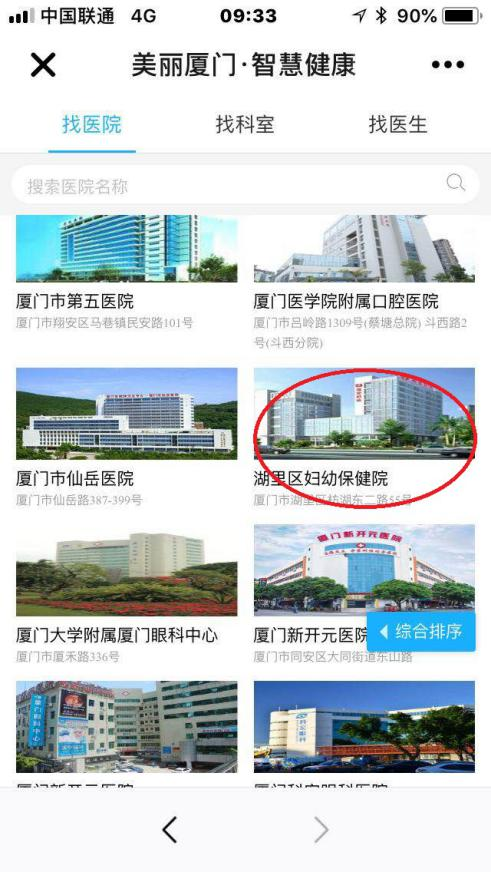 中国联通 4G 09:33 90%
美丽厦门·智慧健康
找医院 找科室 找医生
搜索医院名称
厦门市第五医院
厦门市翔安区马巷镇民安路101号
厦门医学院附属口腔医院
厦门市吕岭路1309号(蔡塘总院) 斗西路2
号(斗西分院)
厦门市仙岳医院
厦门市仙岳路387-399号
湖里区妇幼保健院
厦门市湖里区枋湖东二路55号
厦门大学附属厦门眼科中心
厦门市厦禾路336号
厦门新开元医院
厦门新开元医院
厦门市同安区大同街道东山路
综合排序
厦门眼科中心